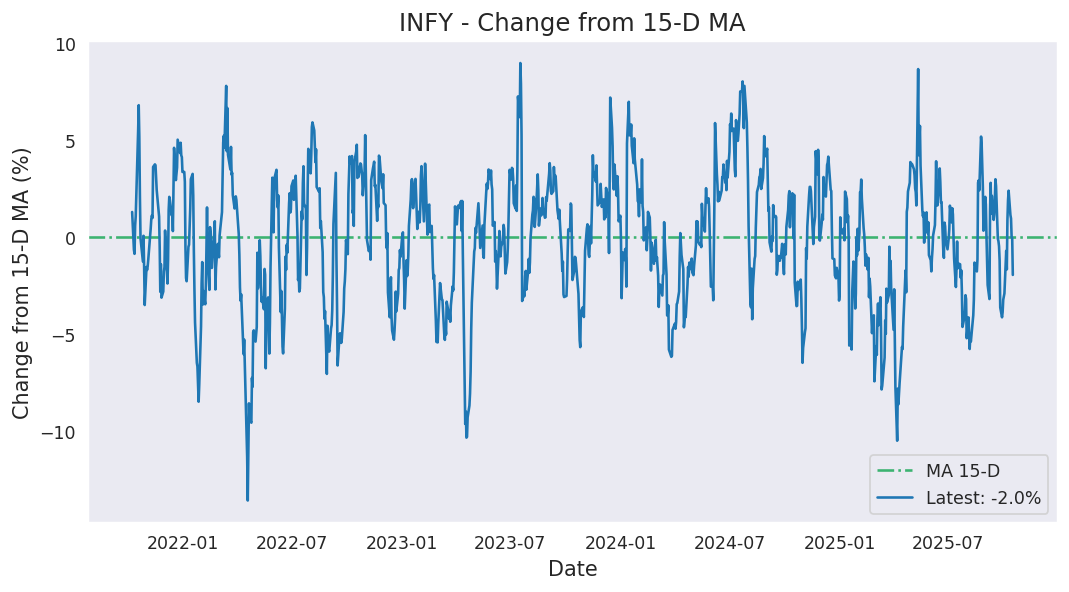 INFY - Change from 15-D MA
Change from 15-D MA (%)
10
5
0
−5
−10
MA 15-D
Latest: -2.0%
2022-01
2022-07
2023-01
2023-07
2024-01
2024-07
2025-01
2025-07
Date